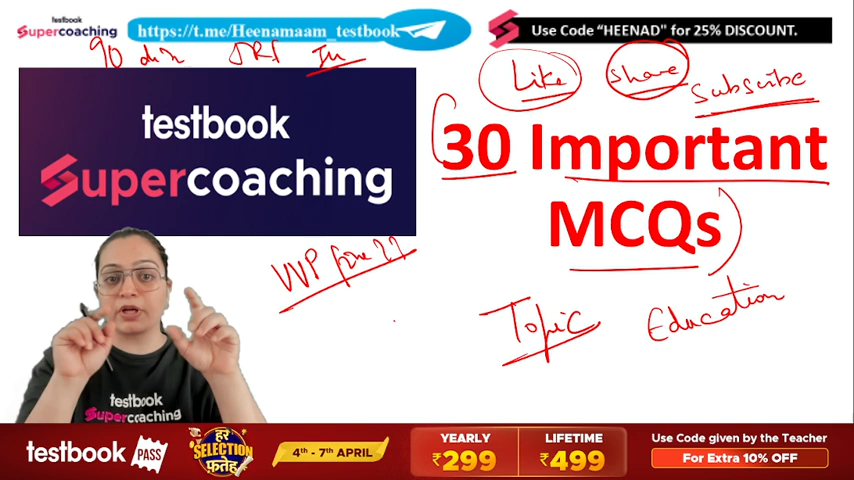 testbook
Supercoaching
https://t.me/Heenamaam_testbook
Use Code "HEENAD" for 25% DISCOUNT.
90 JRF
Like Share Subscribe
testbook
Supercoaching
30 Important
MCQs
VVP
Topic Education
testbook
Supercoaching
testbook PASS
हर
SELECTION
फतेह
4th - 7th APRIL
YEARLY
₹299
LIFETIME
₹499
Use Code given by the Teacher
For Extra 10% OFF